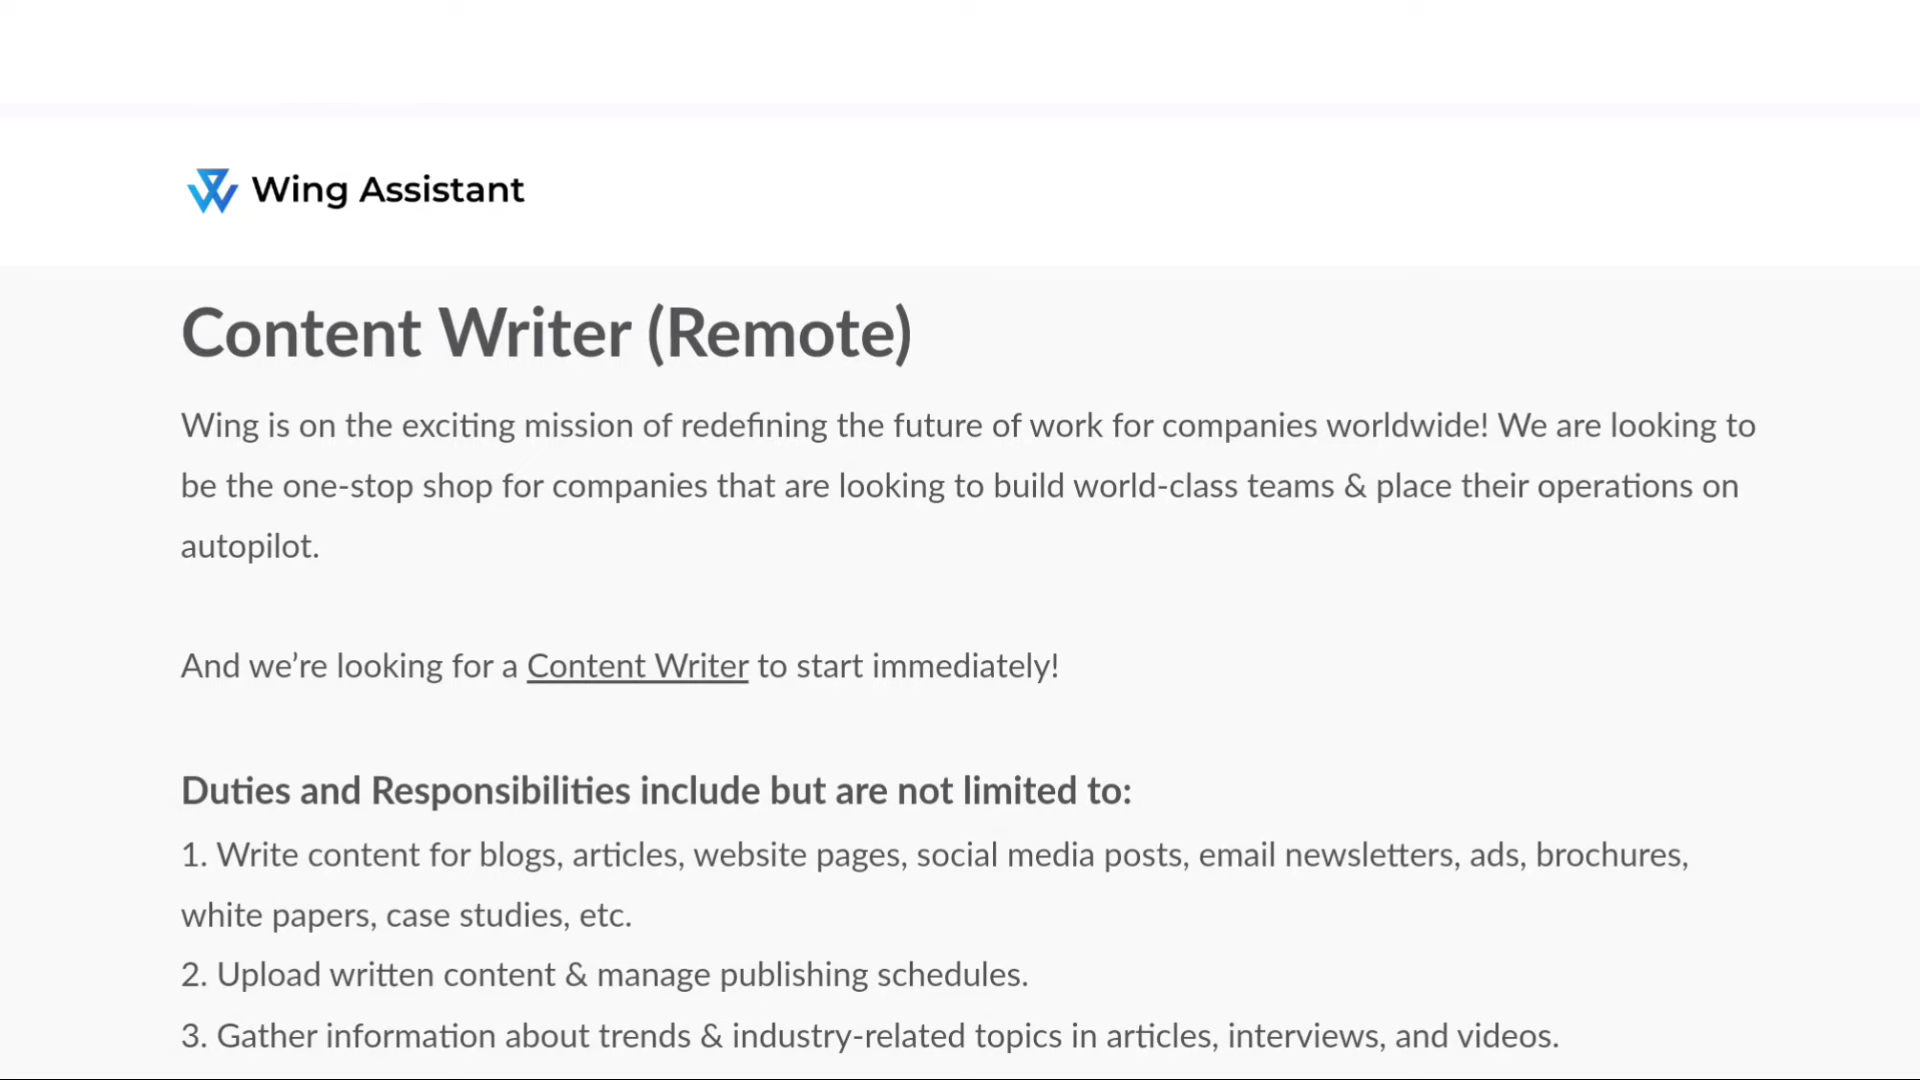 Wing Assistant
Content Writer (Remote)
Wing is on the exciting mission of redefining the future of work for companies worldwide! We are looking to
be the one-stop shop for companies that are looking to build world-class teams & place their operations on
autopilot.
And we’re looking for a Content Writer to start immediately!
Duties and Responsibilities include but are not limited to:
1. Write content for blogs, articles, website pages, social media posts, email newsletters, ads, brochures,
white papers, case studies, etc.
2. Upload written content & manage publishing schedules.
3. Gather information about trends & industry-related topics in articles, interviews, and videos.